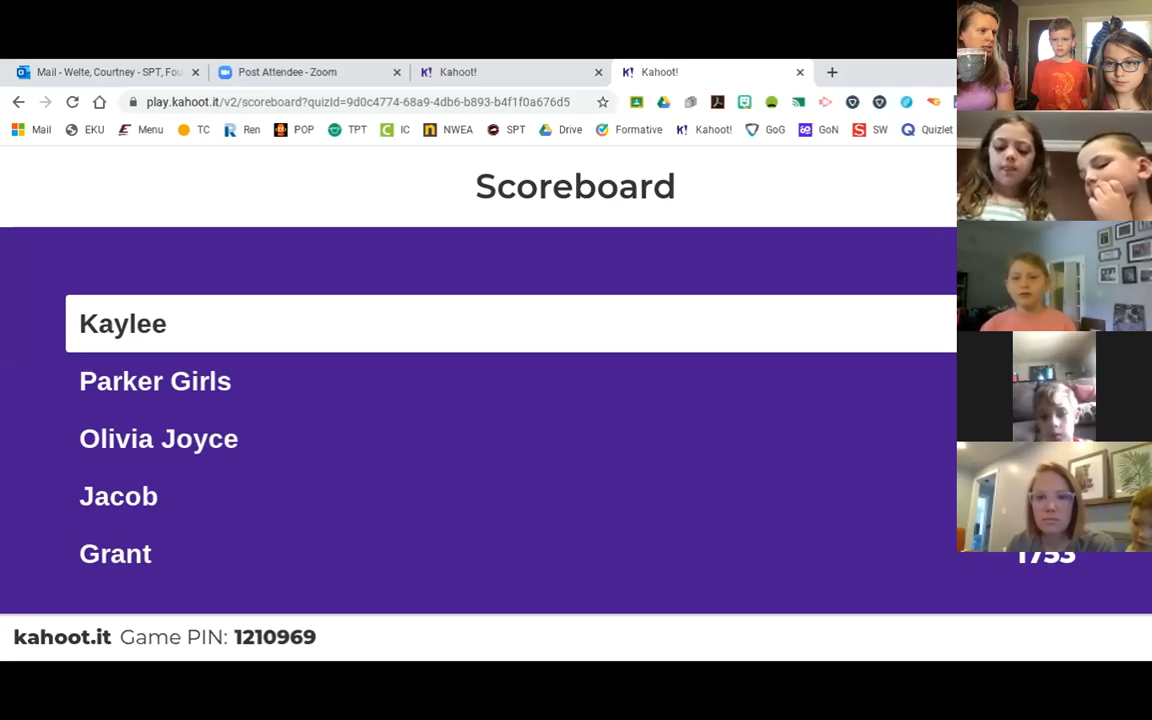 Mail - Welte, Courtney - SPT, Fou
Post Attendee - Zoom
Kahoot!
Kahoot!
play.kahoot.it/v2/scoreboard?quizId=9d0c4774-68a9-4db6-b893-b4f1f0a676d5
Mail EKU Menu TC Ren POP TPT IC NWEA SPT Drive Formative Kahoot! GoG GoN SW Quizlet
Scoreboard
Kaylee
Parker Girls
Olivia Joyce
Jacob
Grant 1753
kahoot.it Game PIN: 1210969